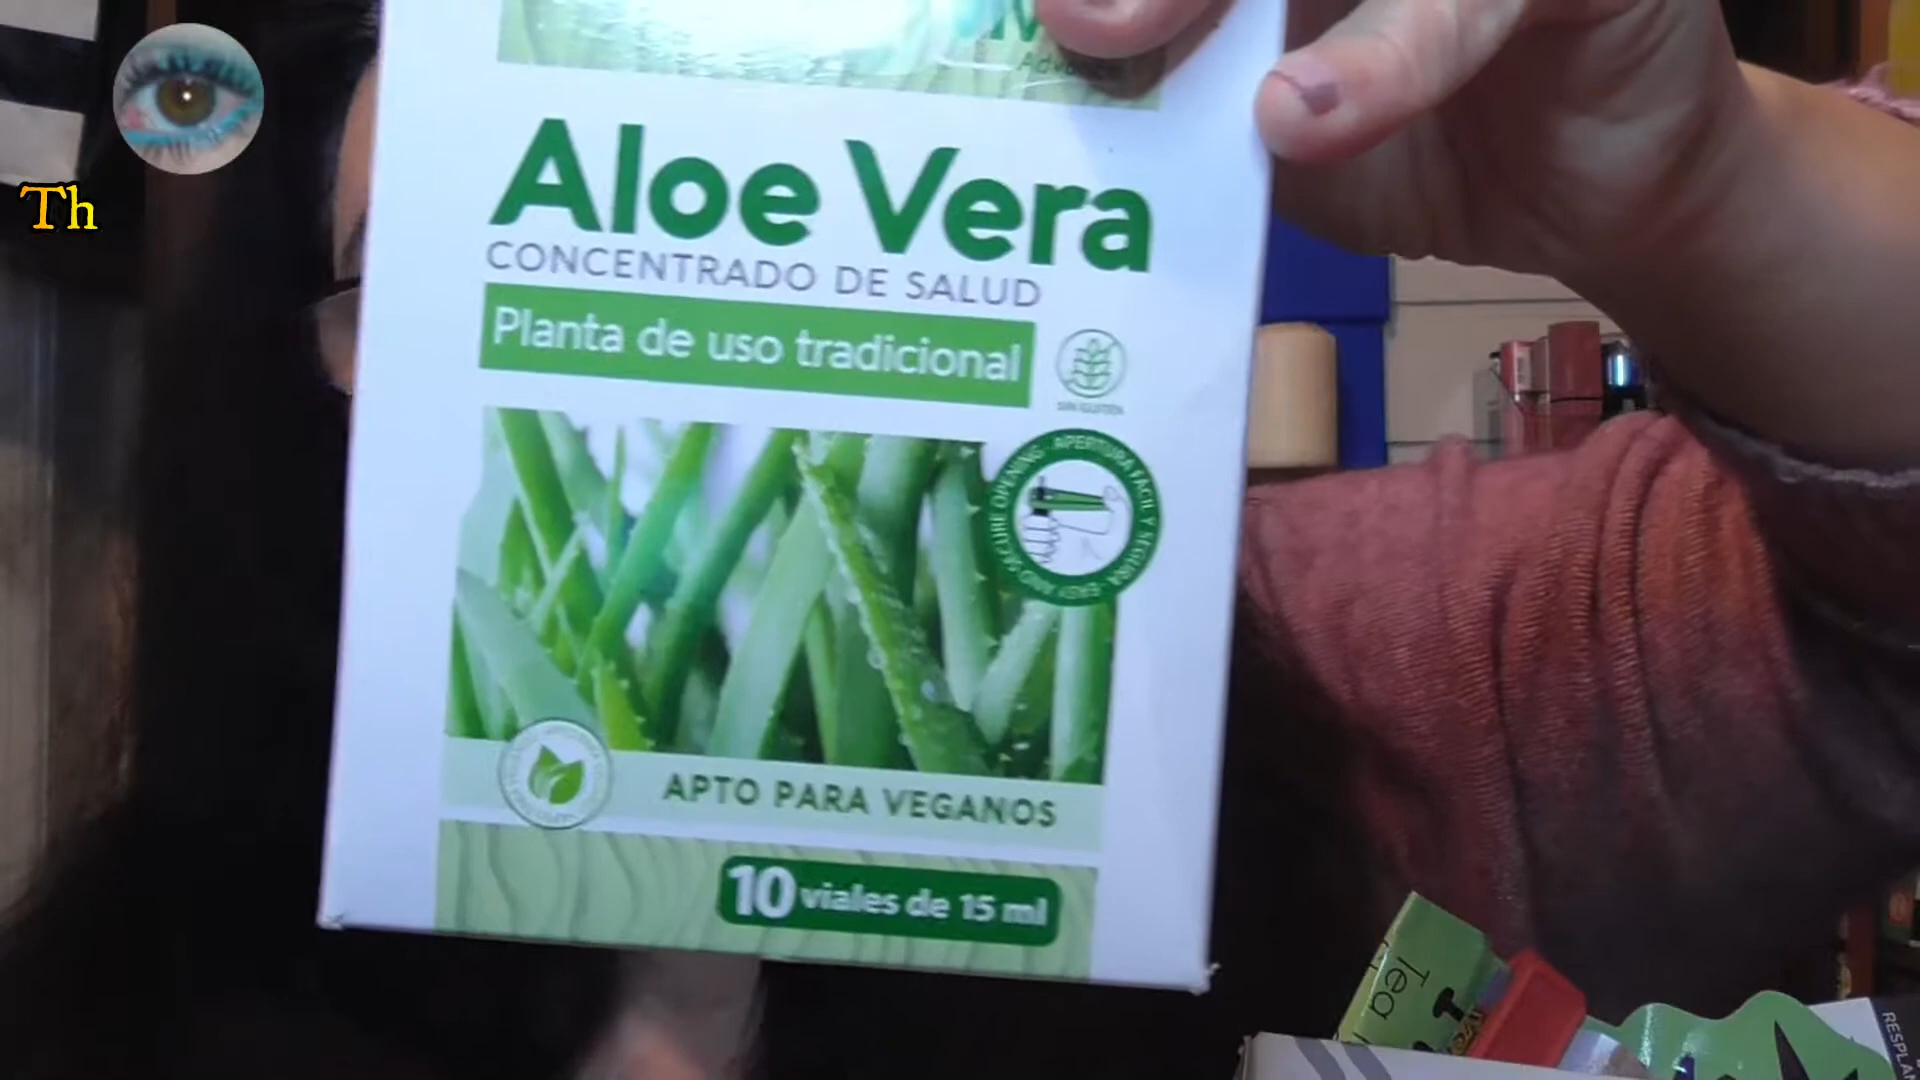 Th
Aloe Vera
CONCENTRADO DE SALUD
Planta de uso tradicional
SIN GLUTEN
APERTURA FÁCIL Y SEGURA · EASY AND SECURE OPENING ·
APTO PARA VEGANOS
10 viales de 15 ml
Tea